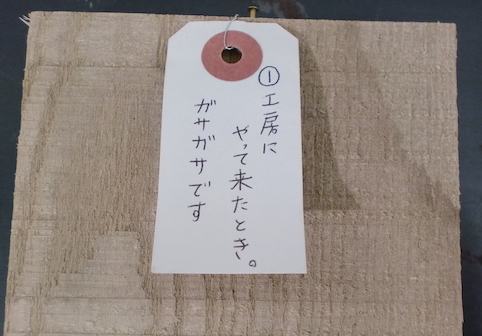 ①工房に
やって来たとき。
ガサガサです